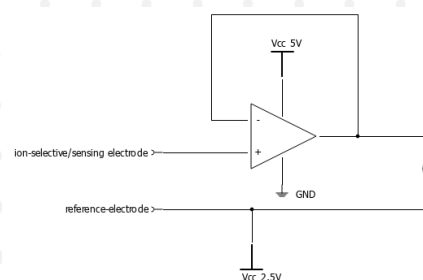 Vcc 5V
-
ion-selective/sensing electrode
+
GND
reference-electrode
Vcc 2.5V